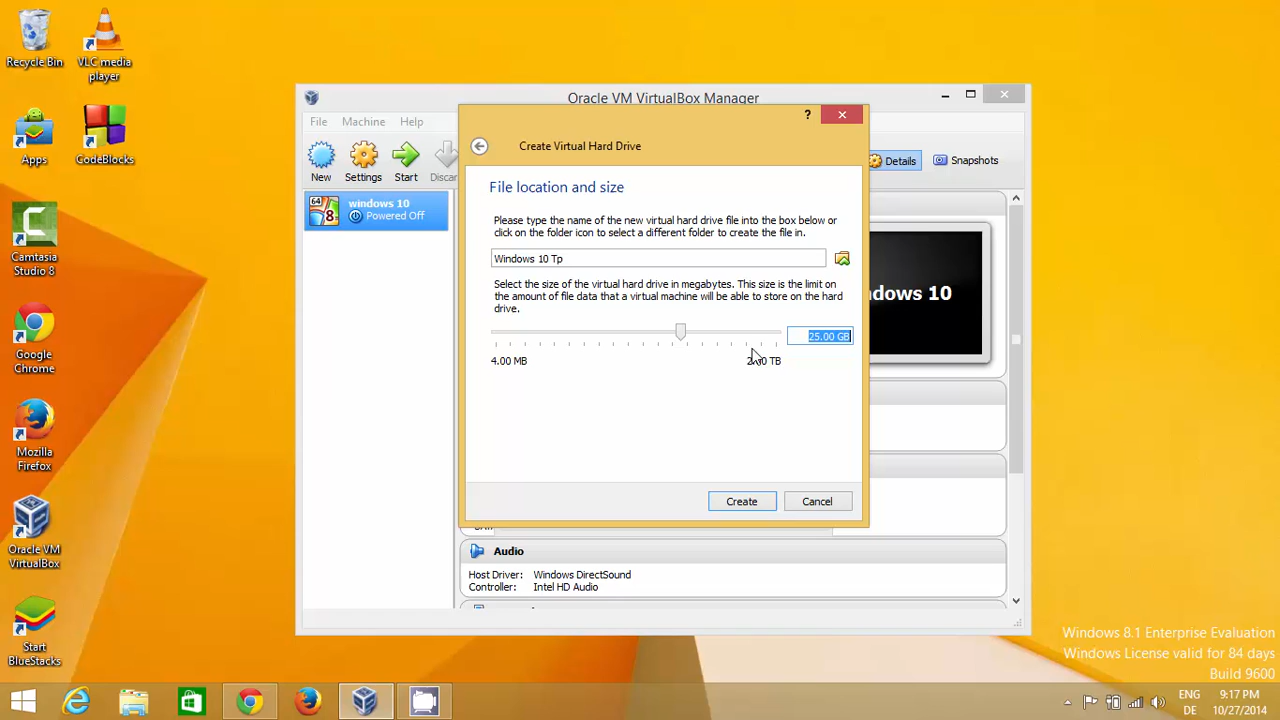 Recycle Bin
VLC media
player
Apps
CodeBlocks
Camtasia
Studio 8
Google
Chrome
Mozilla
Firefox
Oracle VM
VirtualBox
Start
BlueStacks
Oracle VM VirtualBox Manager
File Machine Help
New
Settings
Start
Discar
Details
Snapshots
64
8
windows 10
Powered Off
?
Create Virtual Hard Drive
File location and size
Please type the name of the new virtual hard drive file into the box below or
click on the folder icon to select a different folder to create the file in.
Windows 10 Tp
Select the size of the virtual hard drive in megabytes. This size is the limit on
the amount of file data that a virtual machine will be able to store on the hard
drive.
25.00 GB
4.00 MB
TB
Create
Cancel
dows 10
Audio
Host Driver: Windows DirectSound
Controller: Intel HD Audio
Windows 8.1 Enterprise Evaluation
Windows License valid for 84 days
Build 9600
ENG
DE
9:17 PM
10/27/2014